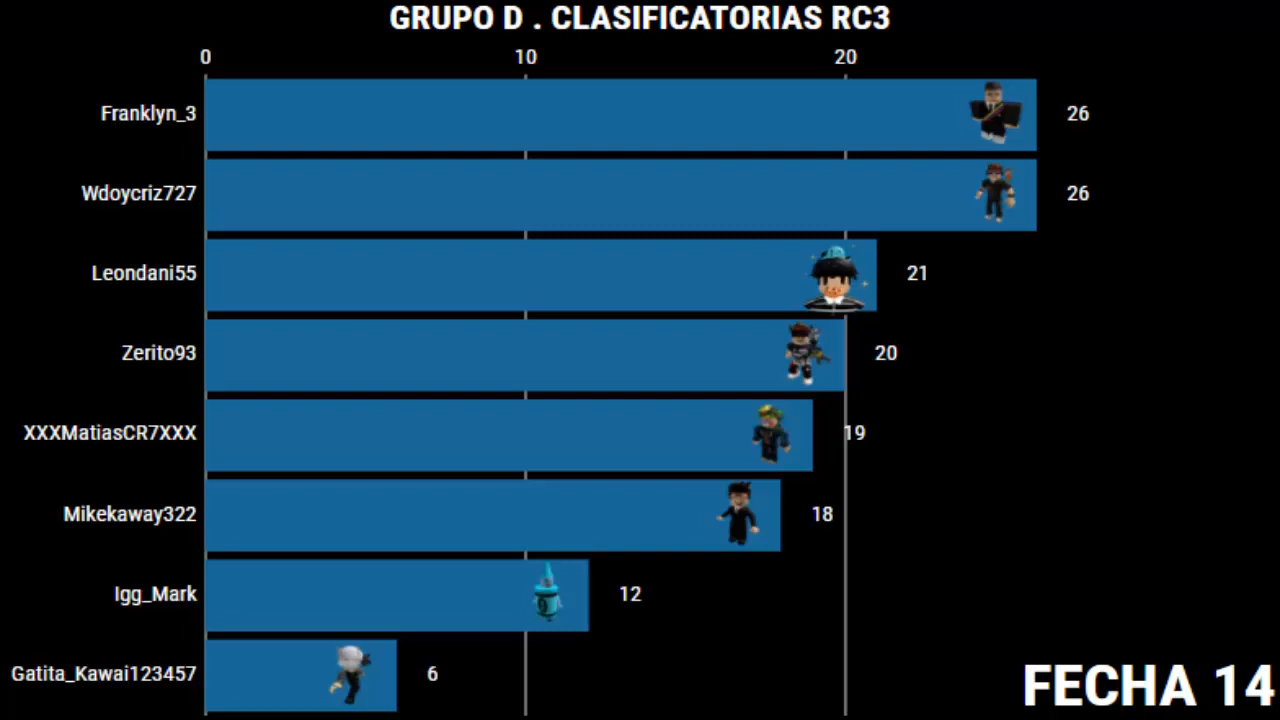 GRUPO D . CLASIFICATORIAS RC3
0 10 20
Franklyn_3 26
Wdoycriz727 26
Leondani55 21
Zerito93 20
XXXMatiasCR7XXX 19
Mikekaway322 18
Igg_Mark 12
Gatita_Kawai123457 6
FECHA 14